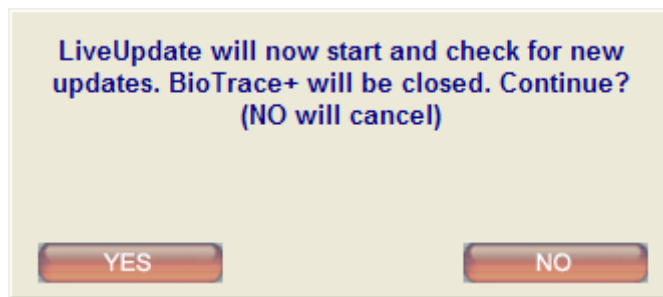 LiveUpdate will now start and check for new
updates. BioTrace+ will be closed. Continue?
(NO will cancel)
YES
NO